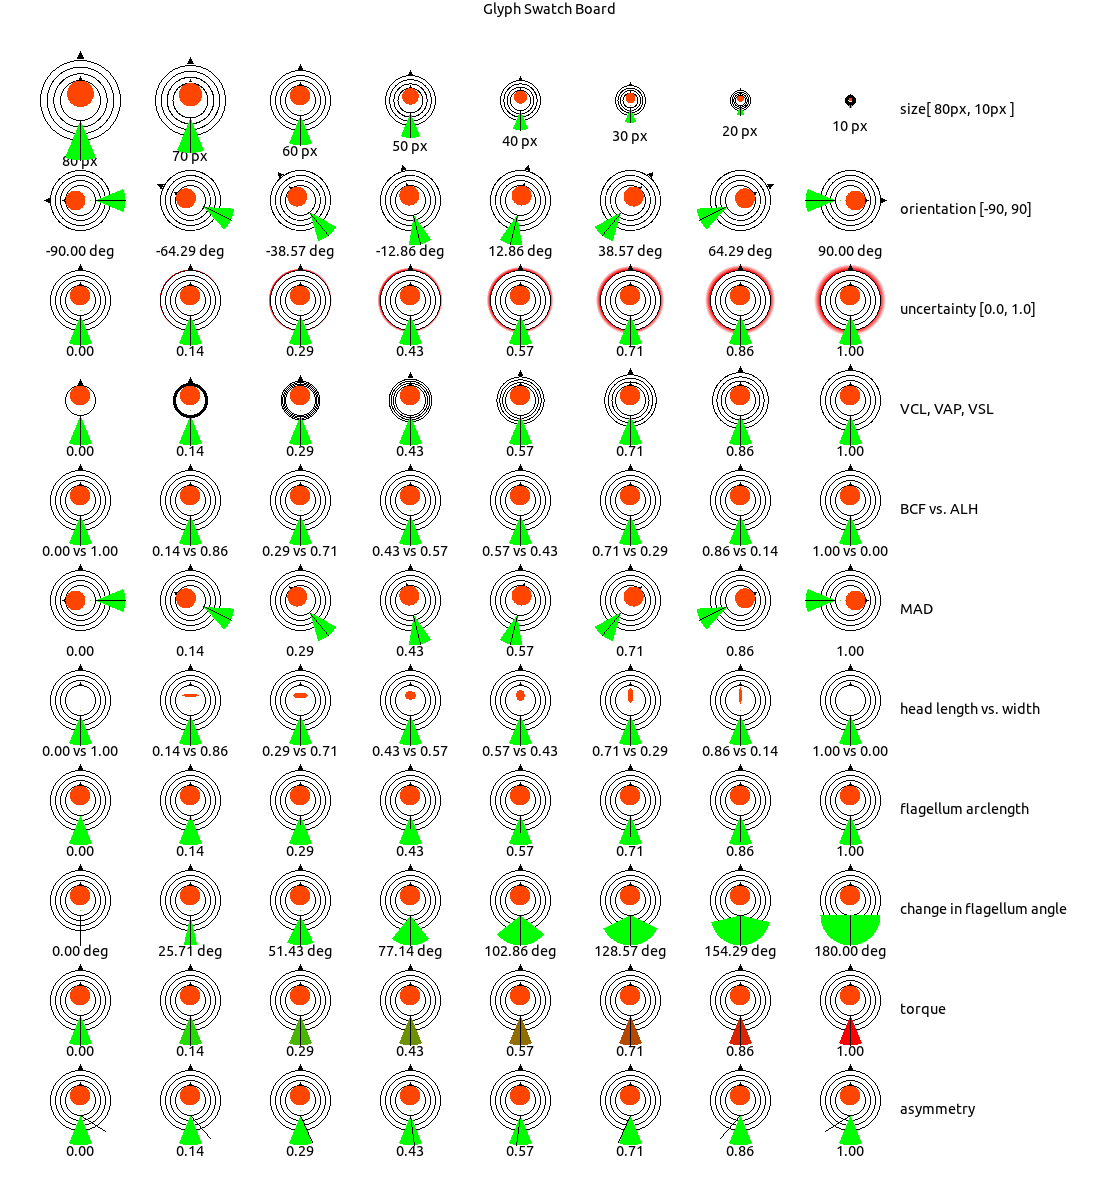 Glyph Swatch Board
80 px 70 px 60 px 50 px 40 px 30 px 20 px 10 px size[ 80px, 10px ]
-90.00 deg -64.29 deg -38.57 deg -12.86 deg 12.86 deg 38.57 deg 64.29 deg 90.00 deg orientation [-90, 90]
0.00 0.14 0.29 0.43 0.57 0.71 0.86 1.00 uncertainty [0.0, 1.0]
0.00 0.14 0.29 0.43 0.57 0.71 0.86 1.00 VCL, VAP, VSL
0.00 vs 1.00 0.14 vs 0.86 0.29 vs 0.71 0.43 vs 0.57 0.57 vs 0.43 0.71 vs 0.29 0.86 vs 0.14 1.00 vs 0.00 BCF vs. ALH
0.00 0.14 0.29 0.43 0.57 0.71 0.86 1.00 MAD
0.00 vs 1.00 0.14 vs 0.86 0.29 vs 0.71 0.43 vs 0.57 0.57 vs 0.43 0.71 vs 0.29 0.86 vs 0.14 1.00 vs 0.00 head length vs. width
0.00 0.14 0.29 0.43 0.57 0.71 0.86 1.00 flagellum arclength
0.00 deg 25.71 deg 51.43 deg 77.14 deg 102.86 deg 128.57 deg 154.29 deg 180.00 deg change in flagellum angle
0.00 0.14 0.29 0.43 0.57 0.71 0.86 1.00 torque
0.00 0.14 0.29 0.43 0.57 0.71 0.86 1.00 asymmetry